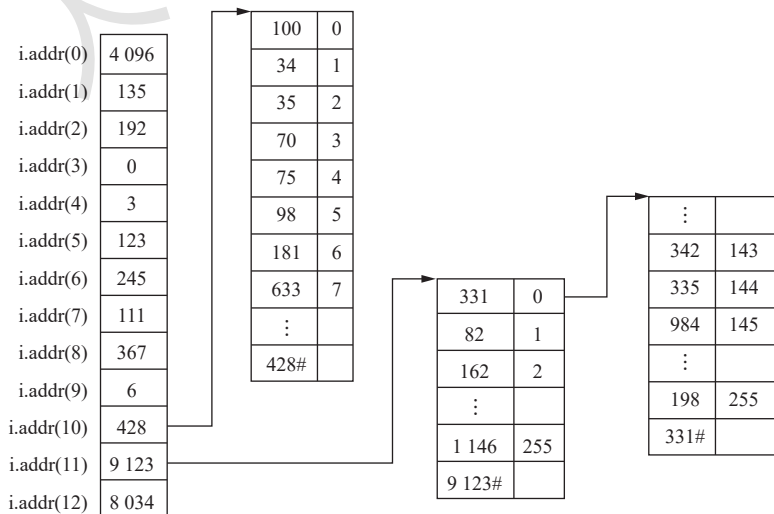 i.addr(0) 4 096
i.addr(1) 135
i.addr(2) 192
i.addr(3) 0
i.addr(4) 3
i.addr(5) 123
i.addr(6) 245
i.addr(7) 111
i.addr(8) 367
i.addr(9) 6
i.addr(10) 428
i.addr(11) 9 123
i.addr(12) 8 034
100 0
34 1
35 2
70 3
75 4
98 5
181 6
633 7
⋮
428#
331 0
82 1
162 2
⋮
1 146 255
9 123#
⋮
342 143
335 144
984 145
⋮
198 255
331#